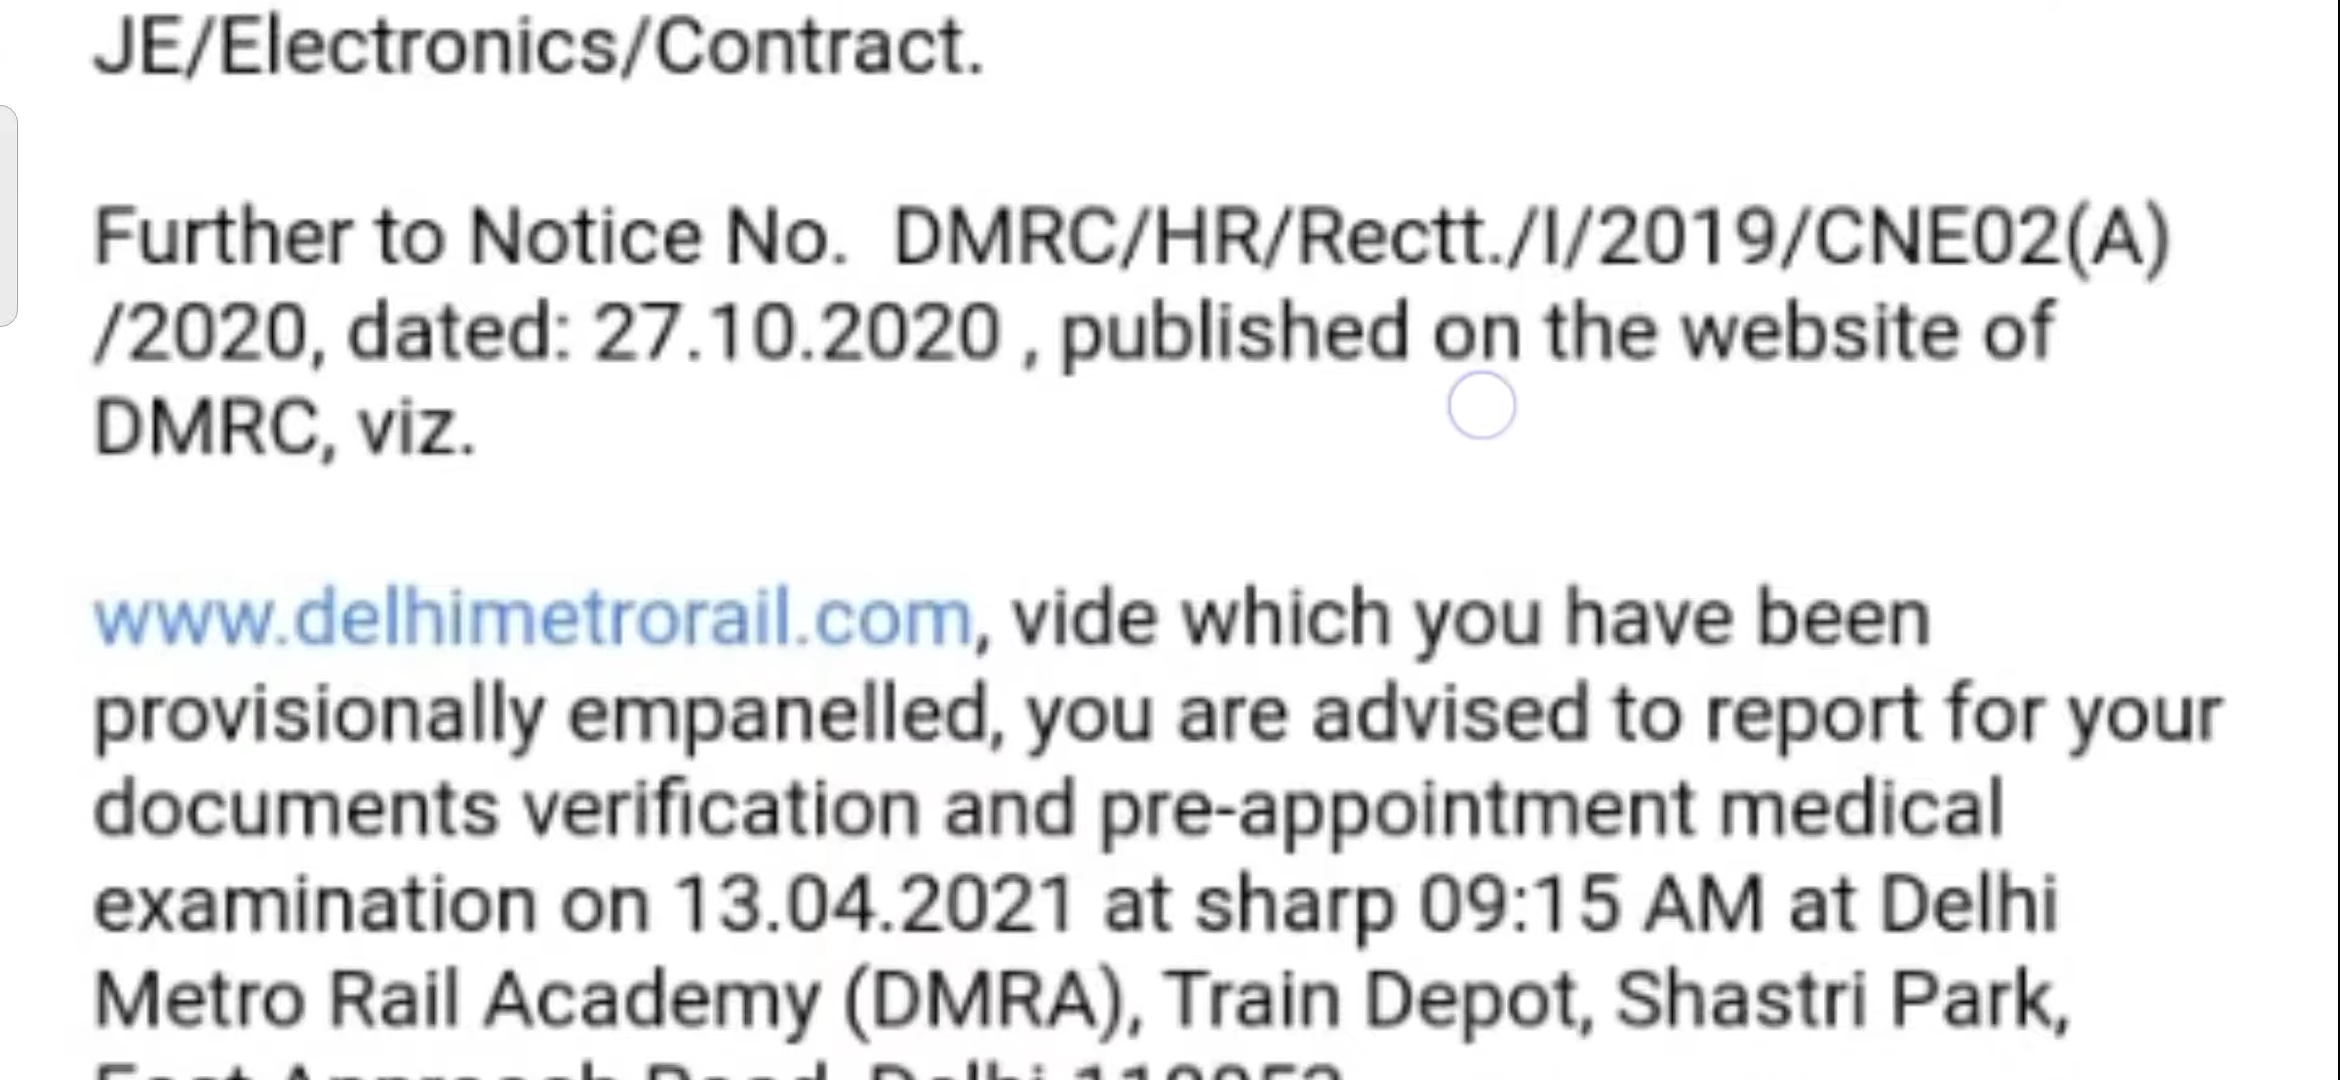 JE/Electronics/Contract.
Further to Notice No.  DMRC/HR/Rectt./I/2019/CNE02(A)
/2020, dated: 27.10.2020 , published on the website of
DMRC, viz.
www.delhimetrorail.com, vide which you have been
provisionally empanelled, you are advised to report for your
documents verification and pre-appointment medical
examination on 13.04.2021 at sharp 09:15 AM at Delhi
Metro Rail Academy (DMRA), Train Depot, Shastri Park,
Road, Delhi